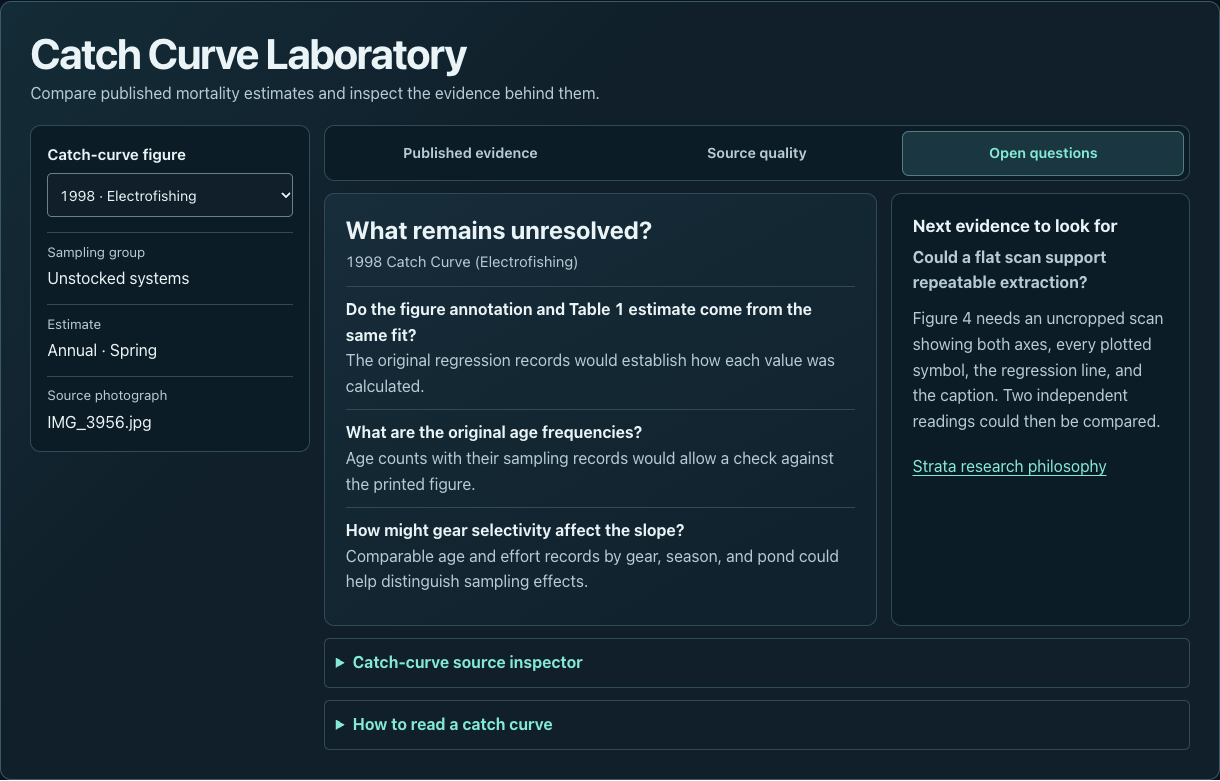 Catch Curve Laboratory
Compare published mortality estimates and inspect the evidence behind them.
Catch-curve figure
1998 · Electrofishing
Sampling group
Unstocked systems
Estimate
Annual · Spring
Source photograph
IMG_3956.jpg
Published evidence
Source quality
Open questions
What remains unresolved?
1998 Catch Curve (Electrofishing)
Do the figure annotation and Table 1 estimate come from the
same fit?
The original regression records would establish how each value was
calculated.
What are the original age frequencies?
Age counts with their sampling records would allow a check against
the printed figure.
How might gear selectivity affect the slope?
Comparable age and effort records by gear, season, and pond could
help distinguish sampling effects.
Next evidence to look for
Could a flat scan support
repeatable extraction?
Figure 4 needs an uncropped scan
showing both axes, every plotted
symbol, the regression line, and
the caption. Two independent
readings could then be compared.
Strata research philosophy
Catch-curve source inspector
How to read a catch curve